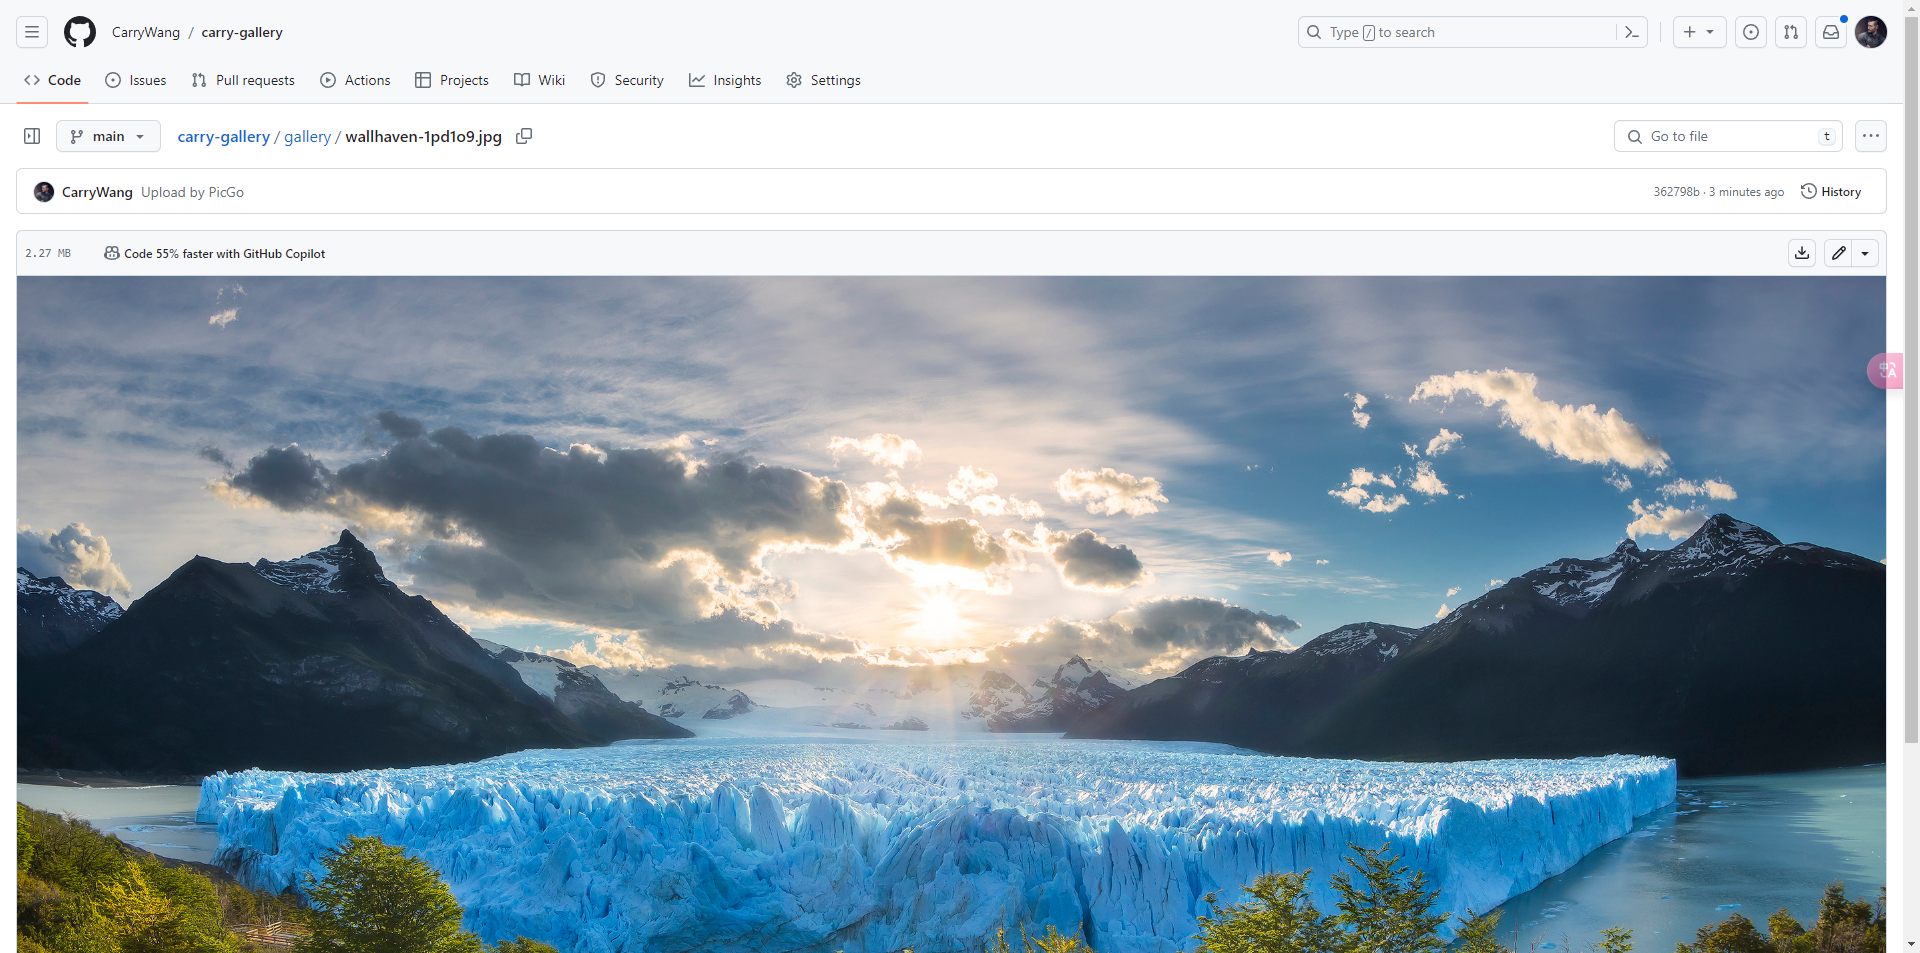 CarryWang / carry-gallery
Type / to search
Code Issues Pull requests Actions Projects Wiki Security Insights Settings
main
carry-gallery / gallery / wallhaven-1pd1o9.jpg
Go to file t
CarryWang Upload by PicGo
362798b · 3 minutes ago History
2.27 MB Code 55% faster with GitHub Copilot
中A